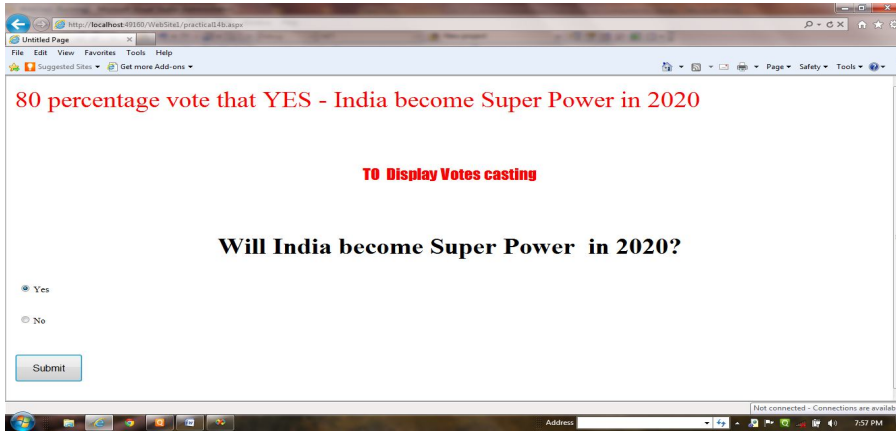 http://localhost:49160/WebSite1/practical14b.aspx
Untitled Page
File Edit View Favorites Tools Help
Suggested Sites Get more Add-ons Page Safety Tools
80 percentage vote that YES - India become Super Power in 2020
TO Display Votes casting
Will India become Super Power in 2020?
Yes
No
Submit
Not connected - Connections are availab
Address 7:57 PM